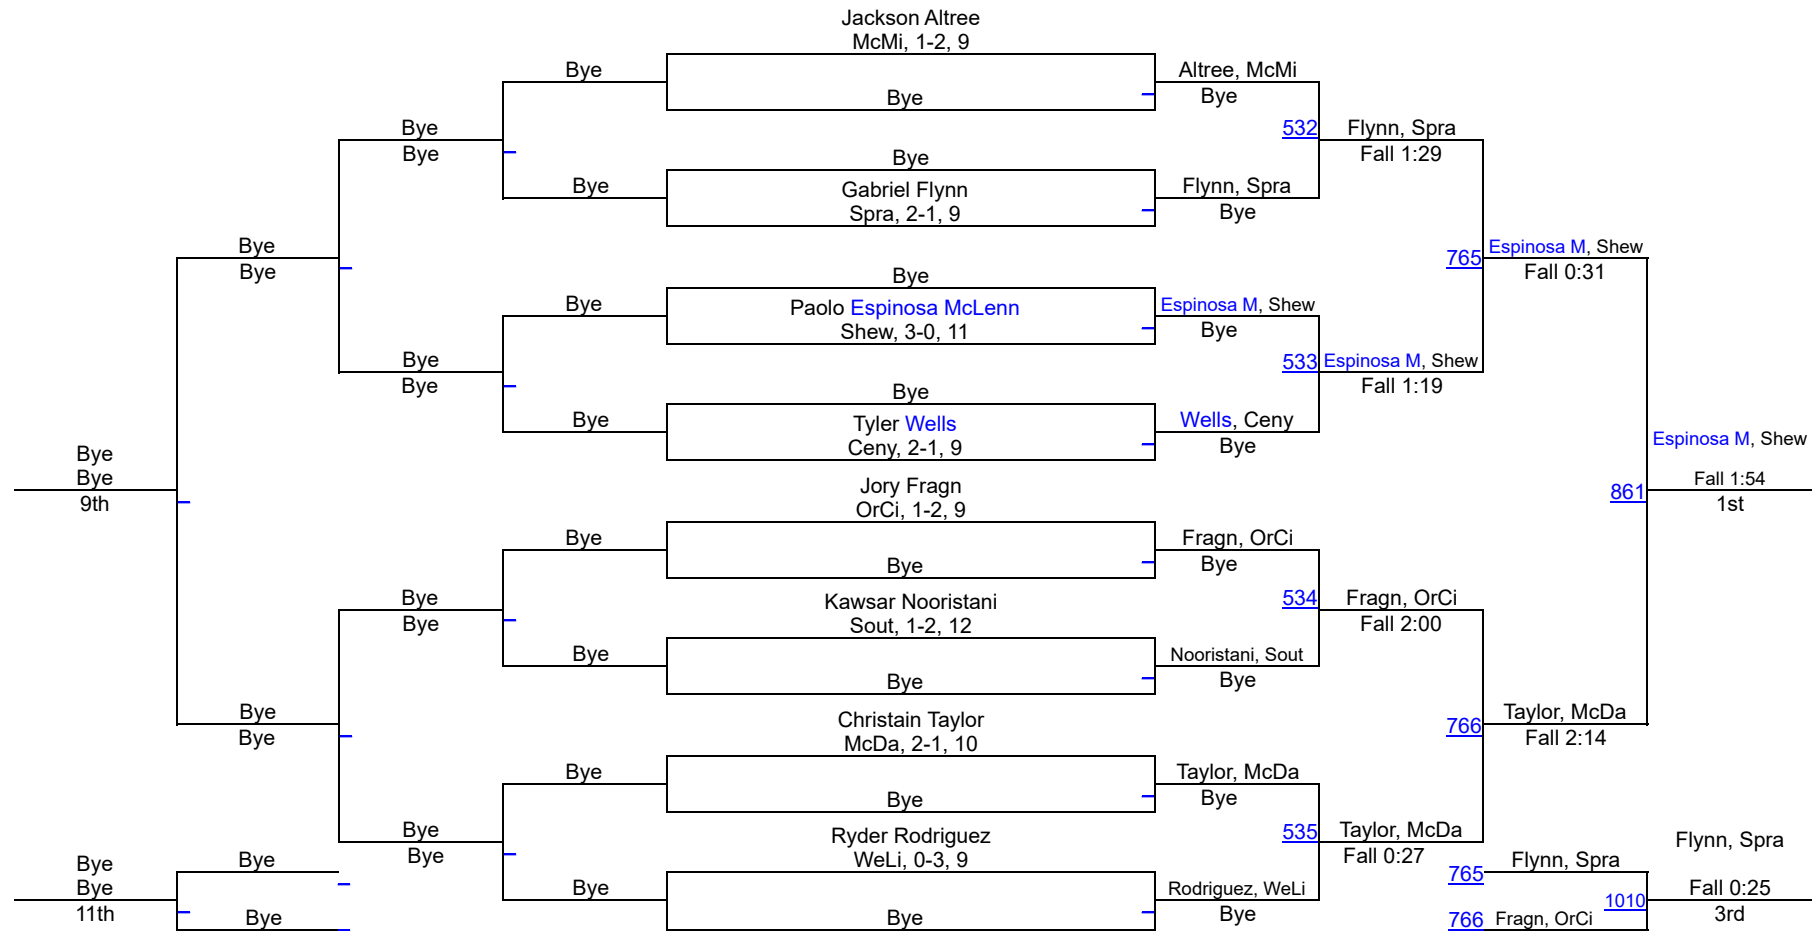 Jackson Altree
McMi, 1-2, 9
Bye
Altree, McMi
Bye
Bye
Bye
532
Flynn, Spra
Fall 1:29
Bye
Bye
Bye
Gabriel Flynn
Spra, 2-1, 9
Bye
Flynn, Spra
Bye
Bye
Bye
765
Espinosa M, Shew
Fall 0:31
Bye
Paolo Espinosa McLenn
Shew, 3-0, 11
Bye
Espinosa M, Shew
Bye
Bye
Bye
533
Espinosa M, Shew
Fall 1:19
Bye
Tyler Wells
Ceny, 2-1, 9
Bye
Wells, Ceny
Bye
Bye
Bye
9th
Espinosa M, Shew
861
Fall 1:54
1st
Jory Fragn
OrCi, 1-2, 9
Bye
Fragn, OrCi
Bye
Bye
Bye
Bye
534
Fragn, OrCi
Fall 2:00
Kawsar Nooristani
Sout, 1-2, 12
Bye
Nooristani, Sout
Bye
Bye
Bye
Bye
766
Taylor, McDa
Fall 2:14
Christain Taylor
McDa, 2-1, 10
Bye
Taylor, McDa
Bye
Bye
Bye
Bye
535
Taylor, McDa
Fall 0:27
Ryder Rodriguez
WeLi, 0-3, 9
Bye
Rodriguez, WeLi
Bye
Bye
Bye
Bye
11th
Bye
Bye
765
Flynn, Spra
766
Fragn, OrCi
1010
Flynn, Spra
Fall 0:25
3rd